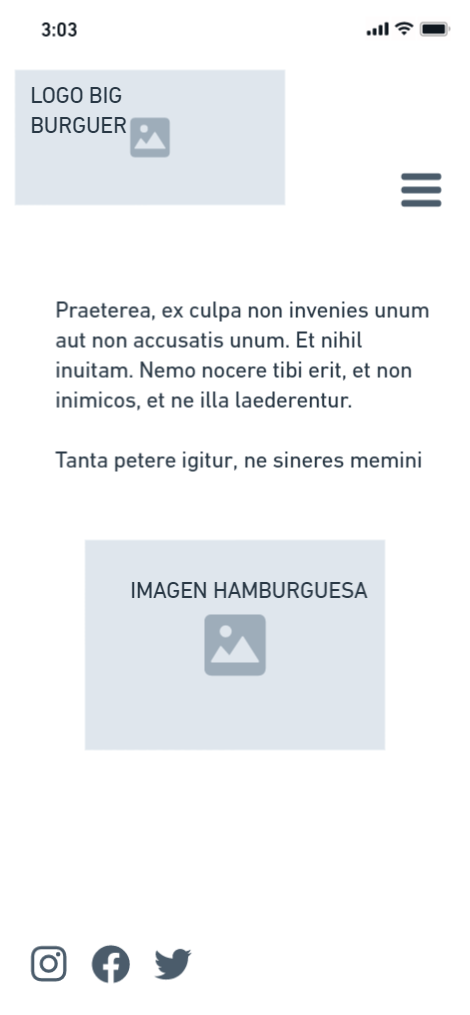 3:03
LOGO BIG
BURGUER
Praeterea, ex culpa non invenies unum
aut non accusatis unum. Et nihil
inuitam. Nemo nocere tibi erit, et non
inimicos, et ne illa laederentur.
Tanta petere igitur, ne sineres memini
IMAGEN HAMBURGUESA